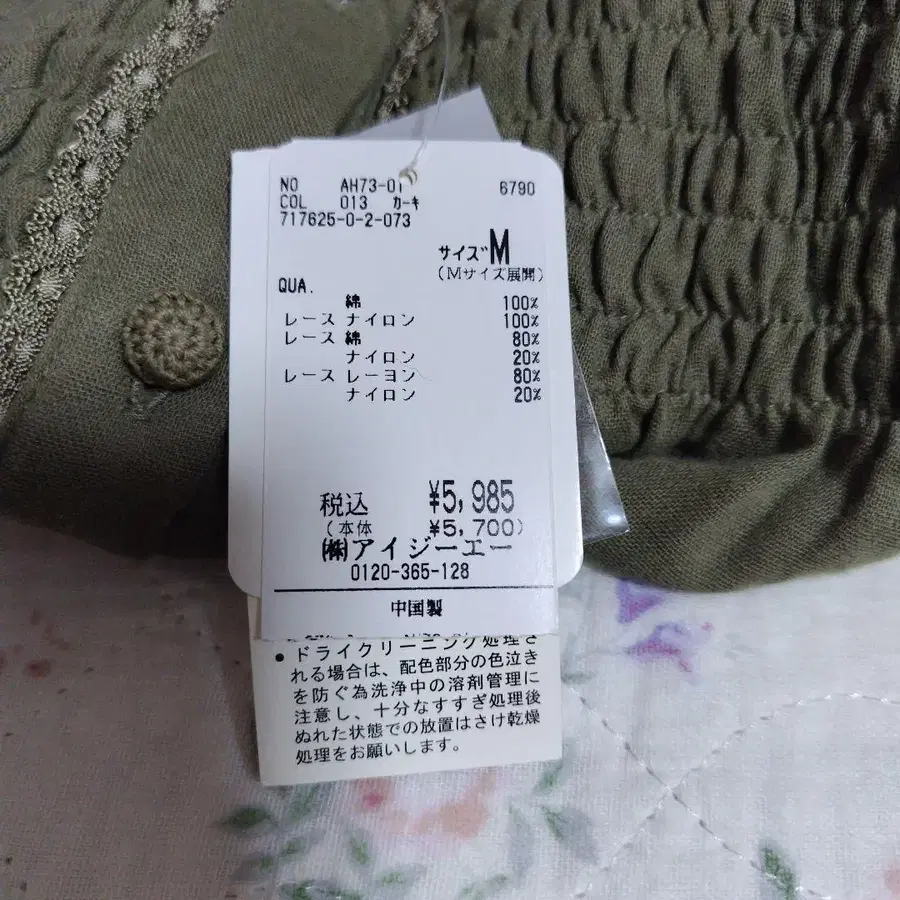 NO AH73-01 6790
COL 013 カーキ
717625-0-2-073
サイズ M
(Mサイズ展開)
QUA.
綿 100%
レース ナイロン 100%
レース 綿 80%
ナイロン 20%
レース レーヨン 80%
ナイロン 20%
税込 ¥5,985
(本体 ¥5,700)
㈱アイジーエー
0120-365-128
中国製
● ドライクリーニング処理さ
れる場合は、配色部分の色泣き
を防ぐ為洗浄中の溶剤管理に
注意し、十分なすすぎ処理後
ぬれた状態での放置はさけ乾燥
処理をお願いします。